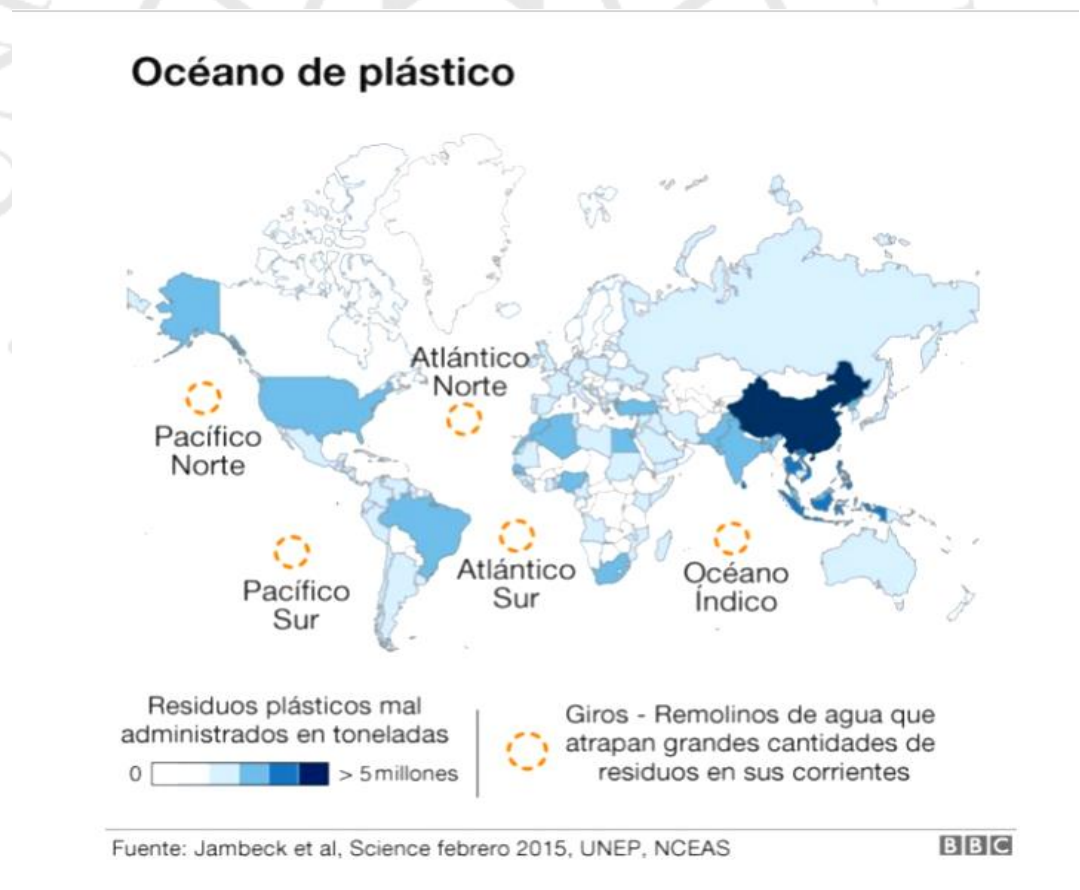 Océano de plástico
Atlántico
Norte
Pacífico
Norte
Pacífico
Sur
Atlántico
Sur
Océano
Índico
Residuos plásticos mal
administrados en toneladas
0 > 5 millones
Giros - Remolinos de agua que
atrapan grandes cantidades de
residuos en sus corrientes
Fuente: Jambeck et al, Science febrero 2015, UNEP, NCEAS
BBC